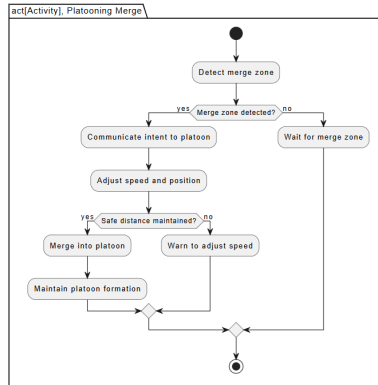 act[Activity], Platooning Merge
Detect merge zone
yes
Merge zone detected?
no
Communicate intent to platoon
Wait for merge zone
Adjust speed and position
yes
Safe distance maintained?
no
Merge into platoon
Warn to adjust speed
Maintain platoon formation